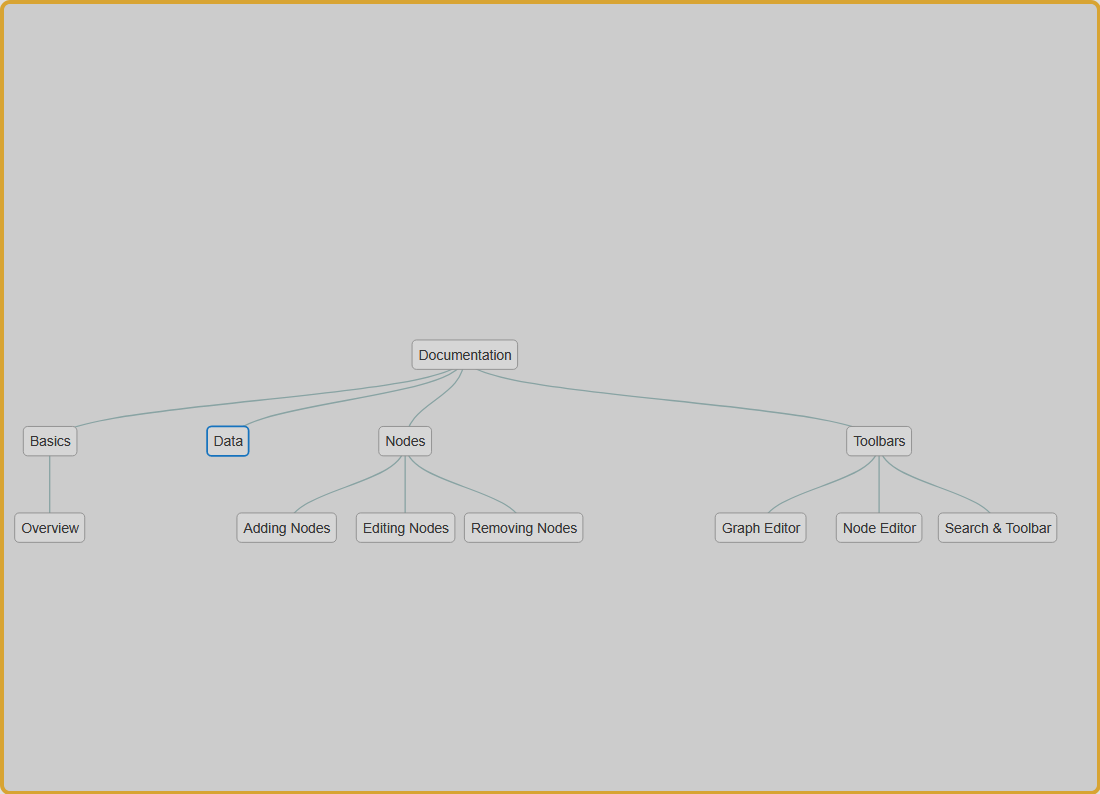 Documentation
Basics
Data
Nodes
Toolbars
Overview
Adding Nodes
Editing Nodes
Removing Nodes
Graph Editor
Node Editor
Search & Toolbar